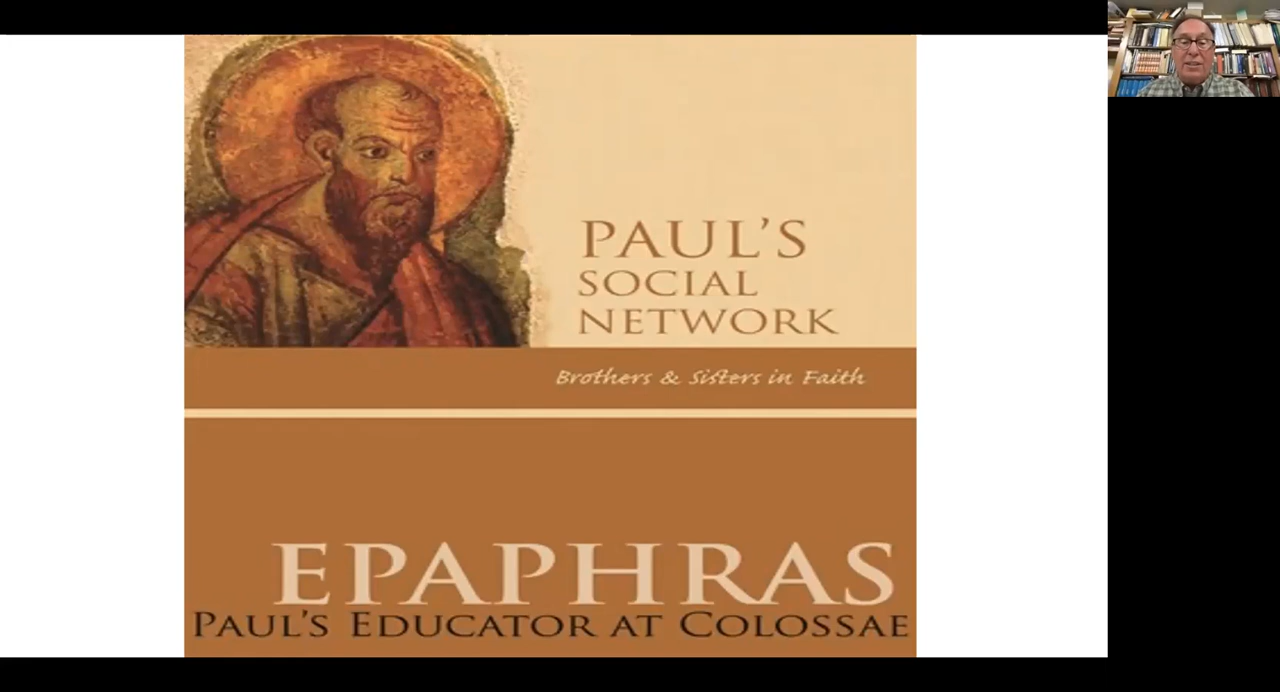 PAUL'S
SOCIAL
NETWORK
Brothers & Sisters in Faith
EPAPHRAS
PAUL'S EDUCATOR AT COLOSSAE